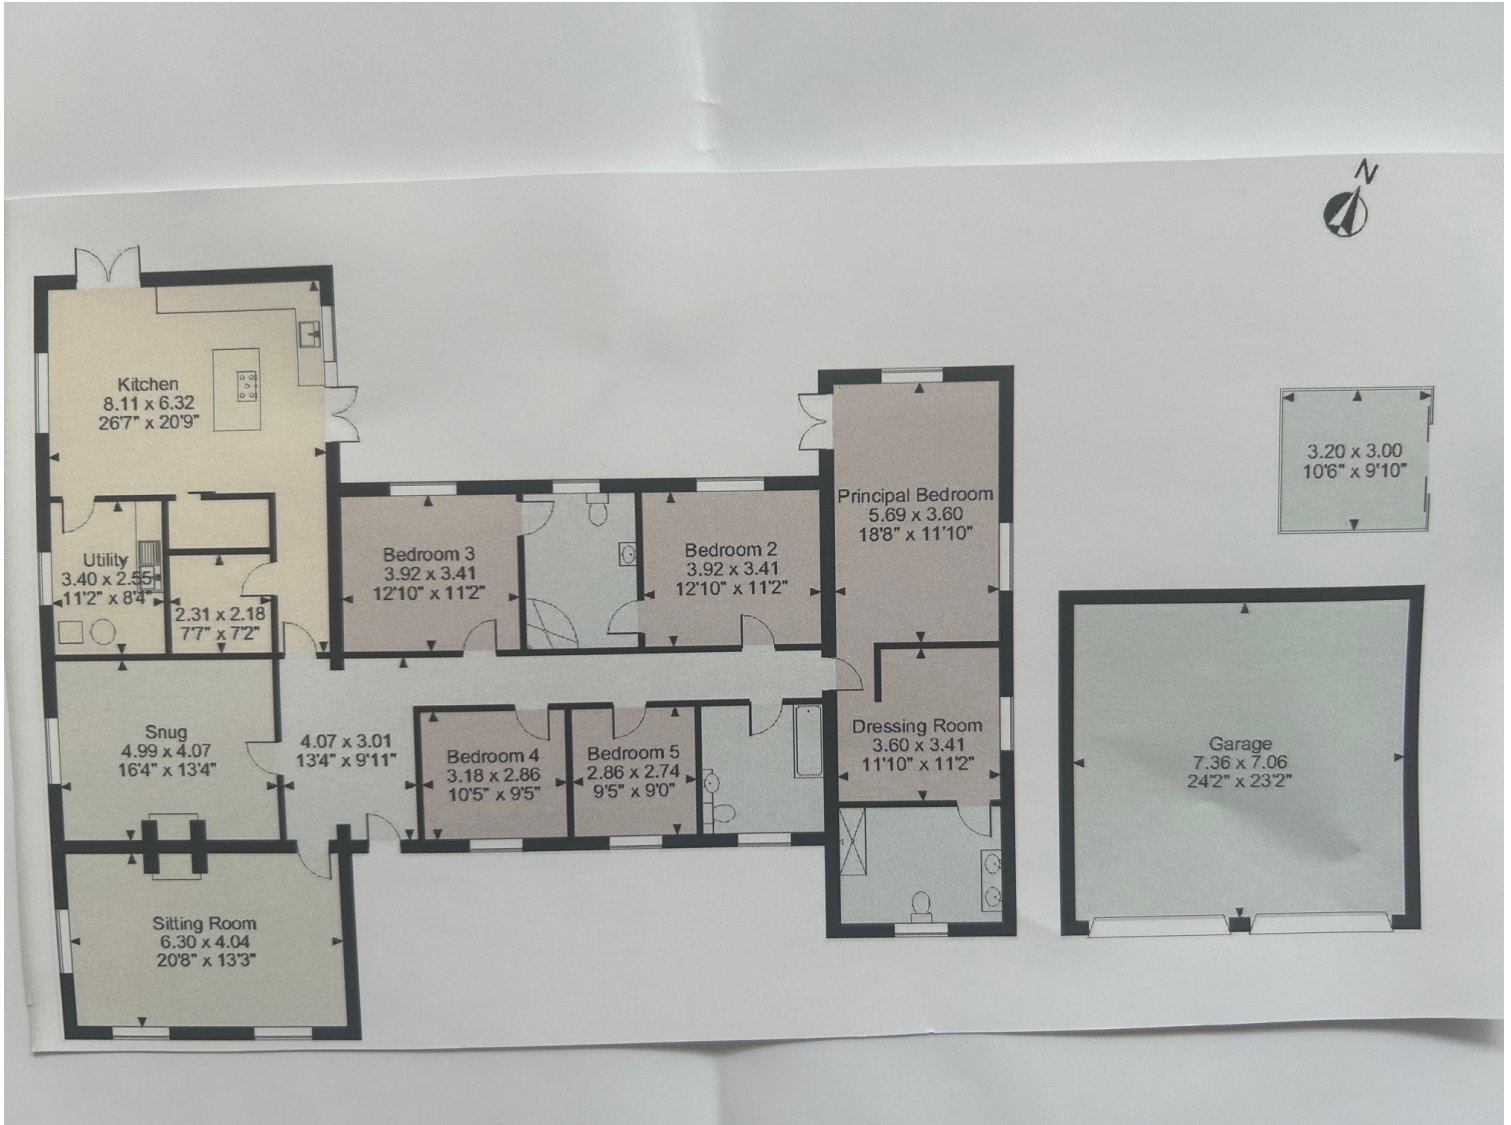 N
Kitchen
8.11 x 6.32
26'7" x 20'9"
Utility
3.40 x 2.55
11'2" x 8'4"
2.31 x 2.18
7'7" x 7'2"
Bedroom 3
3.92 x 3.41
12'10" x 11'2"
Bedroom 2
3.92 x 3.41
12'10" x 11'2"
Principal Bedroom
5.69 x 3.60
18'8" x 11'10"
3.20 x 3.00
10'6" x 9'10"
Snug
4.99 x 4.07
16'4" x 13'4"
4.07 x 3.01
13'4" x 9'11"
Bedroom 4
3.18 x 2.86
10'5" x 9'5"
Bedroom 5
2.86 x 2.74
9'5" x 9'0"
Dressing Room
3.60 x 3.41
11'10" x 11'2"
Garage
7.36 x 7.06
24'2" x 23'2"
Sitting Room
6.30 x 4.04
20'8" x 13'3"